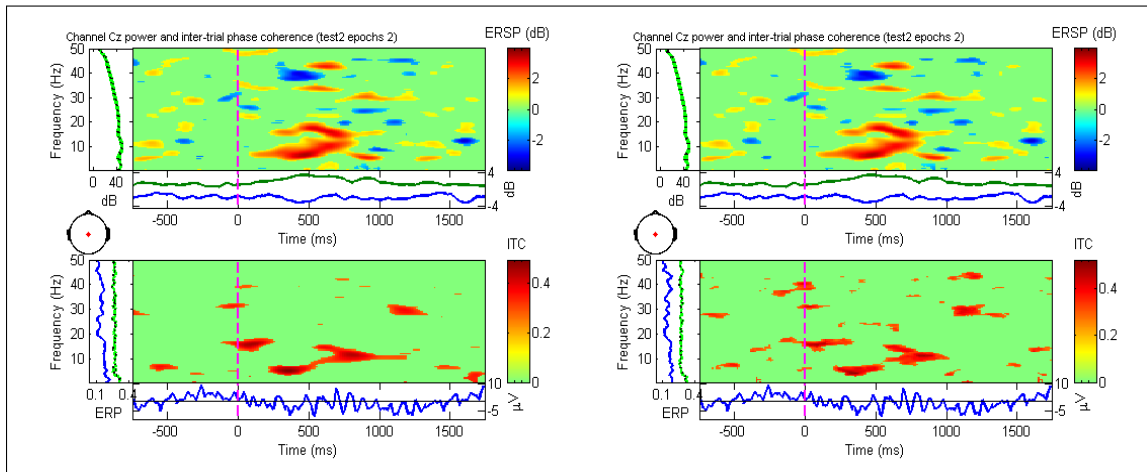 Channel Cz power and inter-trial phase coherence (test2 epochs 2)
ERSP (dB)
Frequency (Hz)
50
40
30
20
10
0 40
dB
2
0
-2
4
-4
dB
-500 0 500 1000 1500
Time (ms)
ITC
Frequency (Hz)
50
40
30
20
10
0.1 0.4
ERP
0.4
0.2
0
10
-5
µV
-500 0 500 1000 1500
Time (ms)
Channel Cz power and inter-trial phase coherence (test2 epochs 2)
ERSP (dB)
Frequency (Hz)
50
40
30
20
10
0 40
dB
2
0
-2
4
-4
dB
-500 0 500 1000 1500
Time (ms)
ITC
Frequency (Hz)
50
40
30
20
10
0.1 0.4
ERP
0.4
0.2
0
10
-5
µV
-500 0 500 1000 1500
Time (ms)